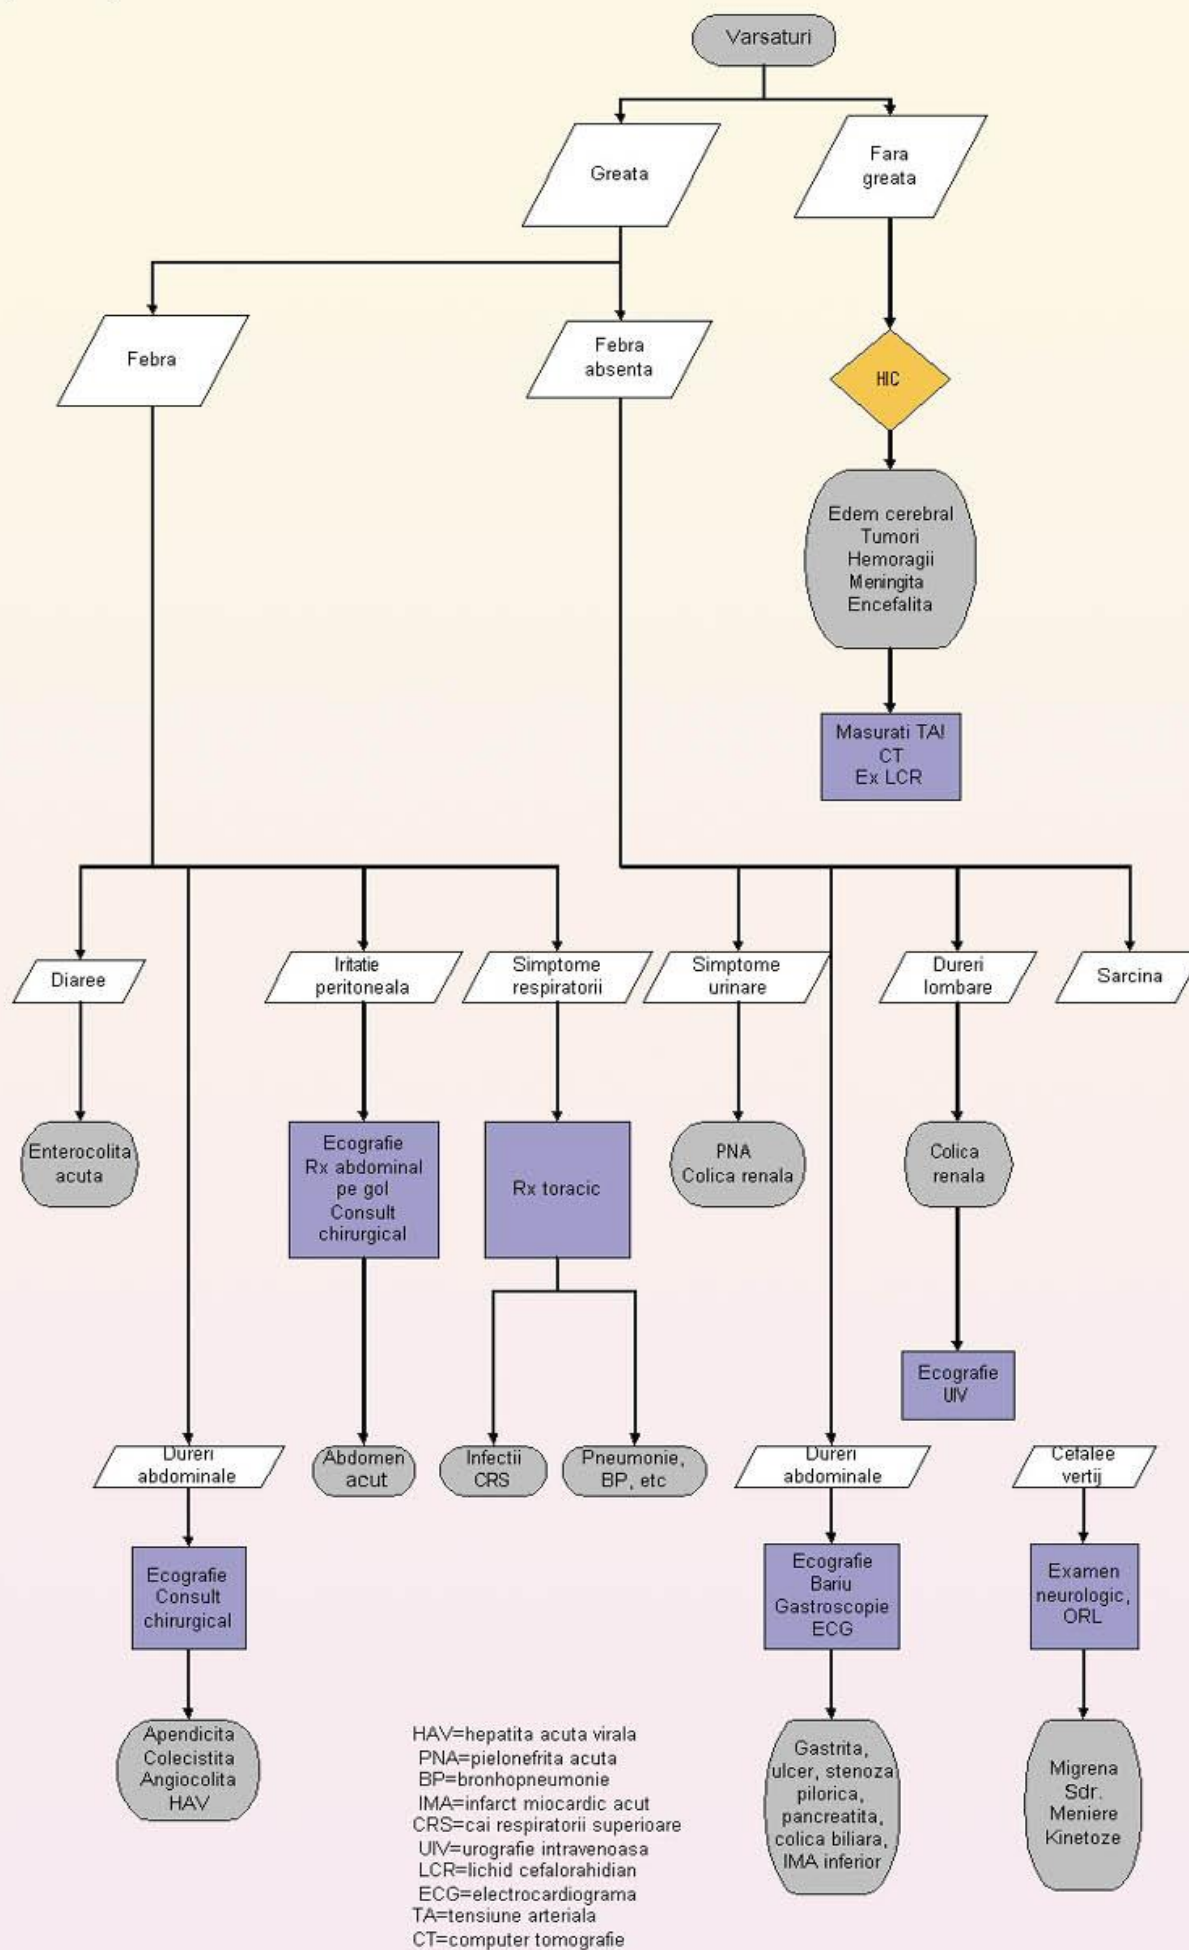 Varsaturi
Greata
Fara
greata
Febra
Febra
absenta
HIC
Edem cerebral
Tumori
Hemoragii
Meningita
Encefalita
Masurati TA!
CT
Ex LCR
Diaree
Iritatie
peritoneala
Simptome
respiratorii
Simptome
urinare
Dureri
lombare
Sarcina
Enterocolita
acuta
Ecografie
Rx abdominal
pe gol
Consult
chirurgical
Rx toracic
PNA
Colica renala
Colica
renala
Ecografie
UIV
Dureri
abdominale
Abdomen
acut
Infectii
CRS
Pneumonie,
BP, etc
Dureri
abdominale
Cefalee
vertij
Ecografie
Consult
chirurgical
Ecografie
Bariu
Gastroscopie
ECG
Examen
neurologic,
ORL
Apendicita
Colecistita
Angiocolita
HAV
Gastrita,
ulcer, stenoza
pilorica,
pancreatita,
colica biliara,
IMA inferior
Migrena
Sdr.
Meniere
Kinetoze
HAV=hepatita acuta virala
PNA=pielonefrita acuta
BP=bronhopneumonie
IMA=infarct miocardic acut
CRS=cai respiratorii superioare
UIV=urografie intravenoasa
LCR=lichid cefalorahidian
ECG=electrocardiograma
TA=tensiune arteriala
CT=computer tomografie